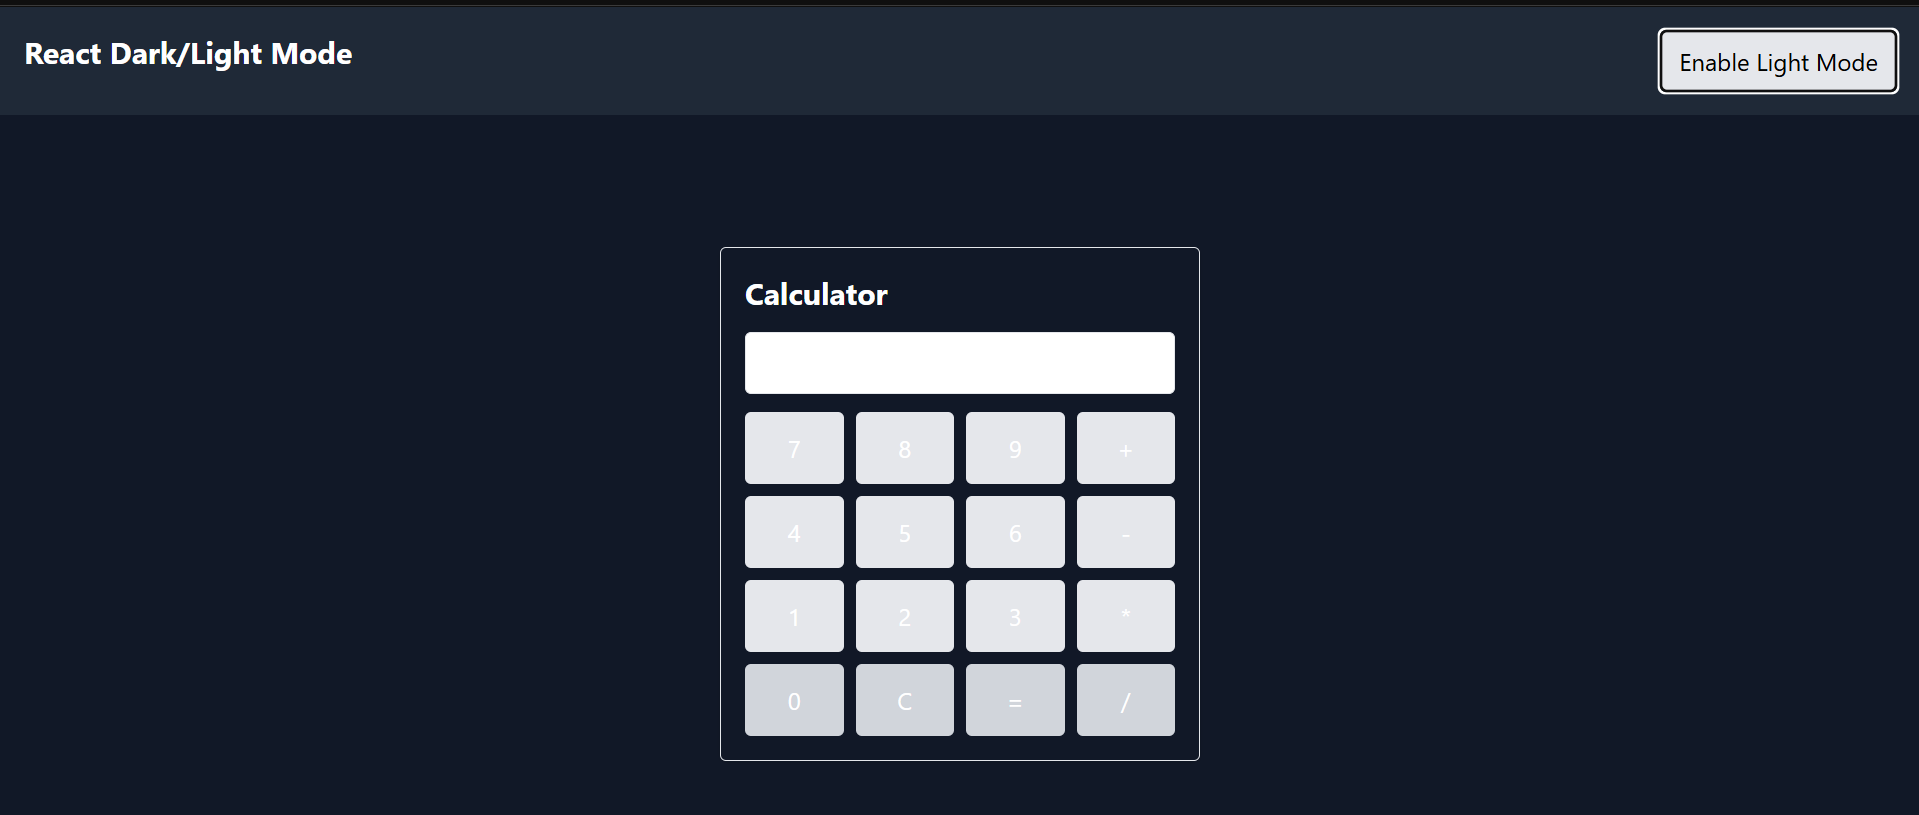 React Dark/Light Mode
Enable Light Mode
Calculator
7 8 9 +
4 5 6 -
1 2 3 *
0 C = /